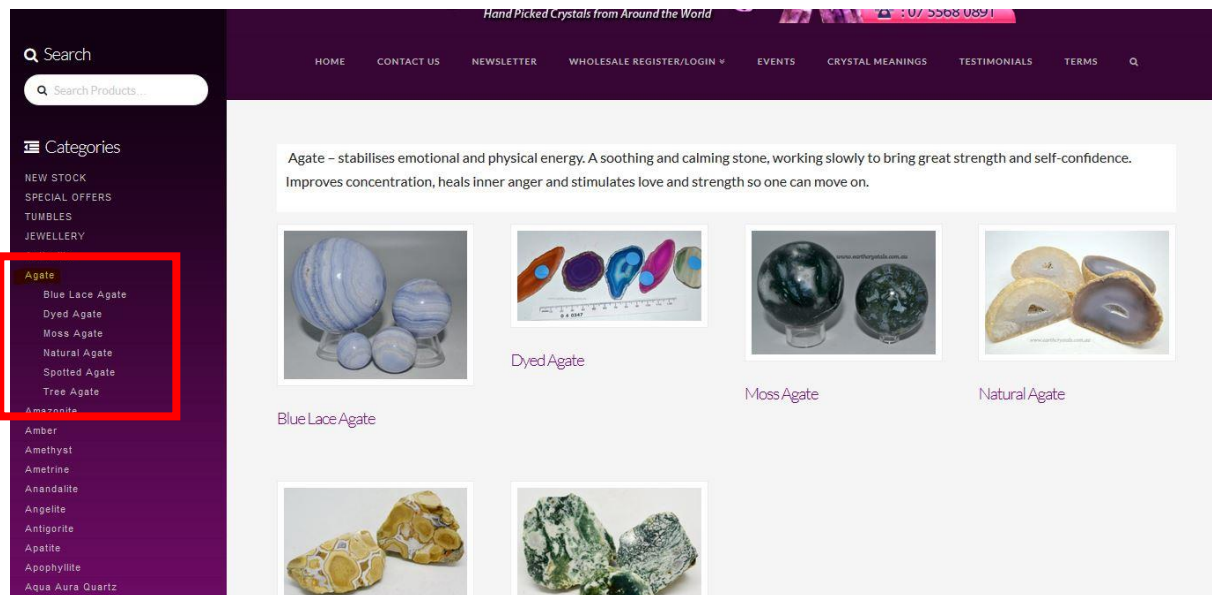 Hand Picked Crystals from Around the World
: 07 5568 0891
Search
HOME CONTACT US NEWSLETTER WHOLESALE REGISTER/LOGIN EVENTS CRYSTAL MEANINGS TESTIMONIALS TERMS
Search Products...
Categories
NEW STOCK
SPECIAL OFFERS
TUMBLES
JEWELLERY
Agate
Blue Lace Agate
Dyed Agate
Moss Agate
Natural Agate
Spotted Agate
Tree Agate
Amazonite
Amber
Amethyst
Ametrine
Anandalite
Angelite
Antigorite
Apatite
Apophyllite
Aqua Aura Quartz
Agate – stabilises emotional and physical energy. A soothing and calming stone, working slowly to bring great strength and self-confidence.
Improves concentration, heals inner anger and stimulates love and strength so one can move on.
www.earthcrystals.com.au
Blue Lace Agate
Dyed Agate
Moss Agate
Natural Agate